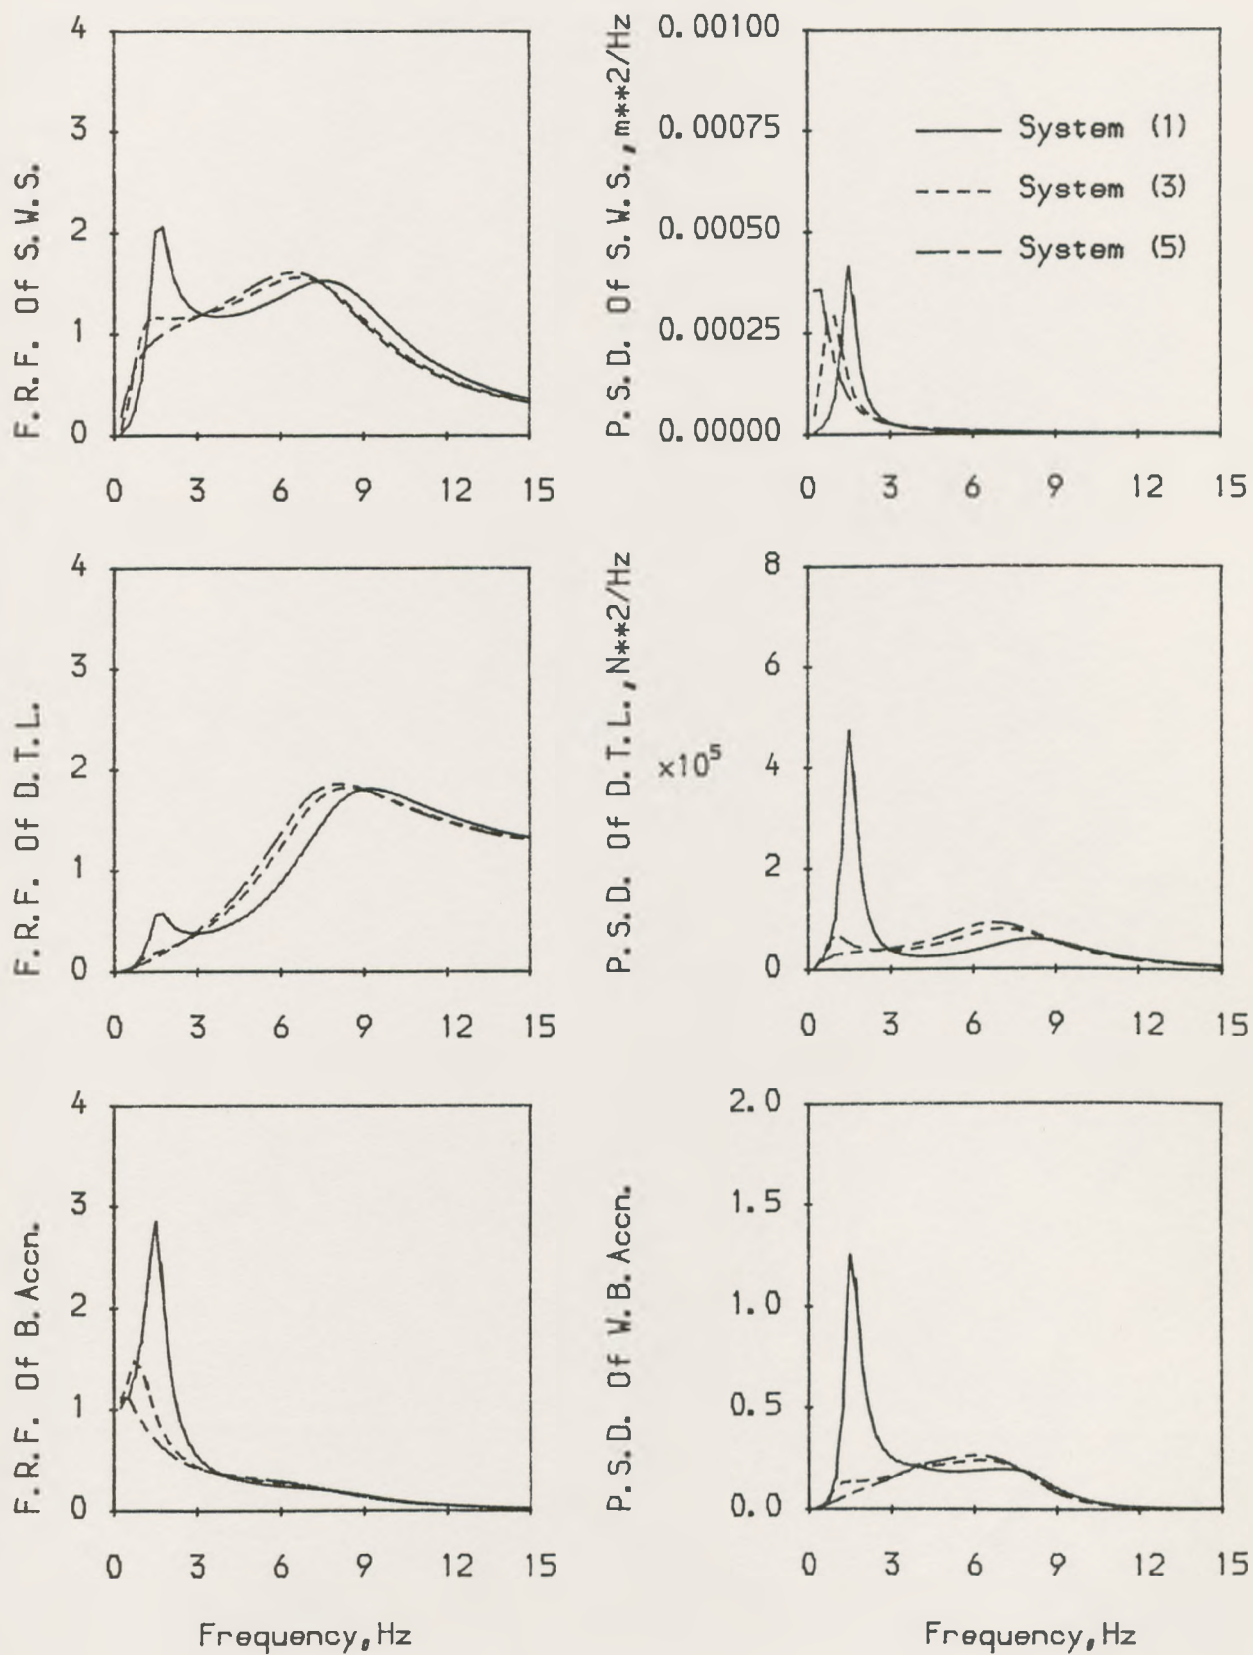 F.R.F. Of S.W.S.
4
3
2
1
0
0 3 6 9 12 15
P.S.D. Of S.W.S.,m**2/Hz
0.00100
0.00075
0.00050
0.00025
0.00000
System (1)
System (3)
System (5)
0 3 6 9 12 15
F.R.F. Of D.T.L.
4
3
2
1
0
0 3 6 9 12 15
P.S.D. Of D.T.L.,N**2/Hz
×10⁵
8
6
4
2
0
0 3 6 9 12 15
F.R.F. Of B.Accn.
4
3
2
1
0
0 3 6 9 12 15
Frequency,Hz
P.S.D. Of W.B.Accn.
2.0
1.5
1.0
0.5
0.0
0 3 6 9 12 15
Frequency,Hz